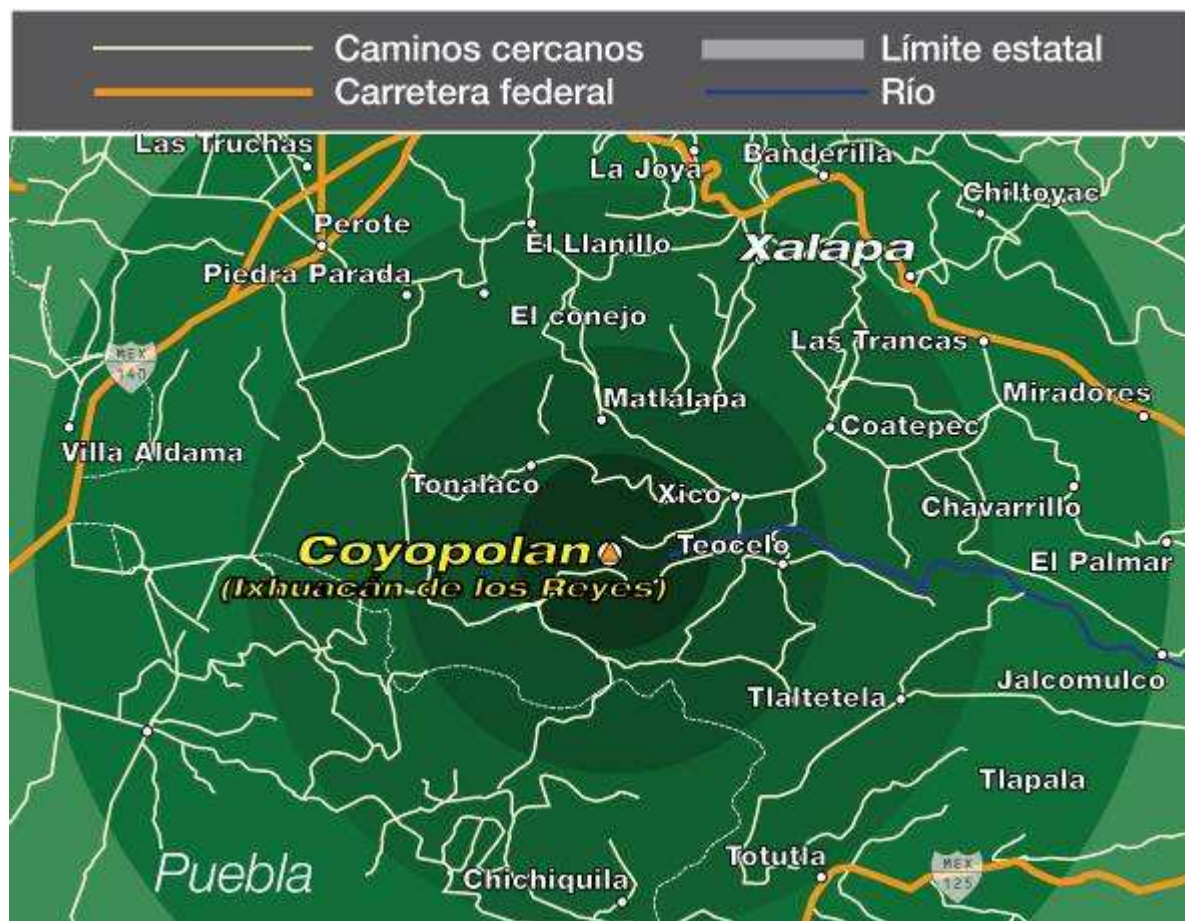 Caminos cercanos
Límite estatal
Carretera federal
Río
Las Truchas
La Joya
Banderilla
Chiltoyac
Perote
El Llanillo
Xalapa
Piedra Parada
El conejo
Las Trancas
MEX
140
Matlalapa
Miradores
Coatepec
Villa Aldama
Tonalaco
Xico
Chavarrillo
Coyopolan
Teocelo
(Ixhuacán de los Reyes)
El Palmar
Jalcomulco
Tlaltetela
Tlapala
Puebla
Totutla
MEX
125
Chichiquila